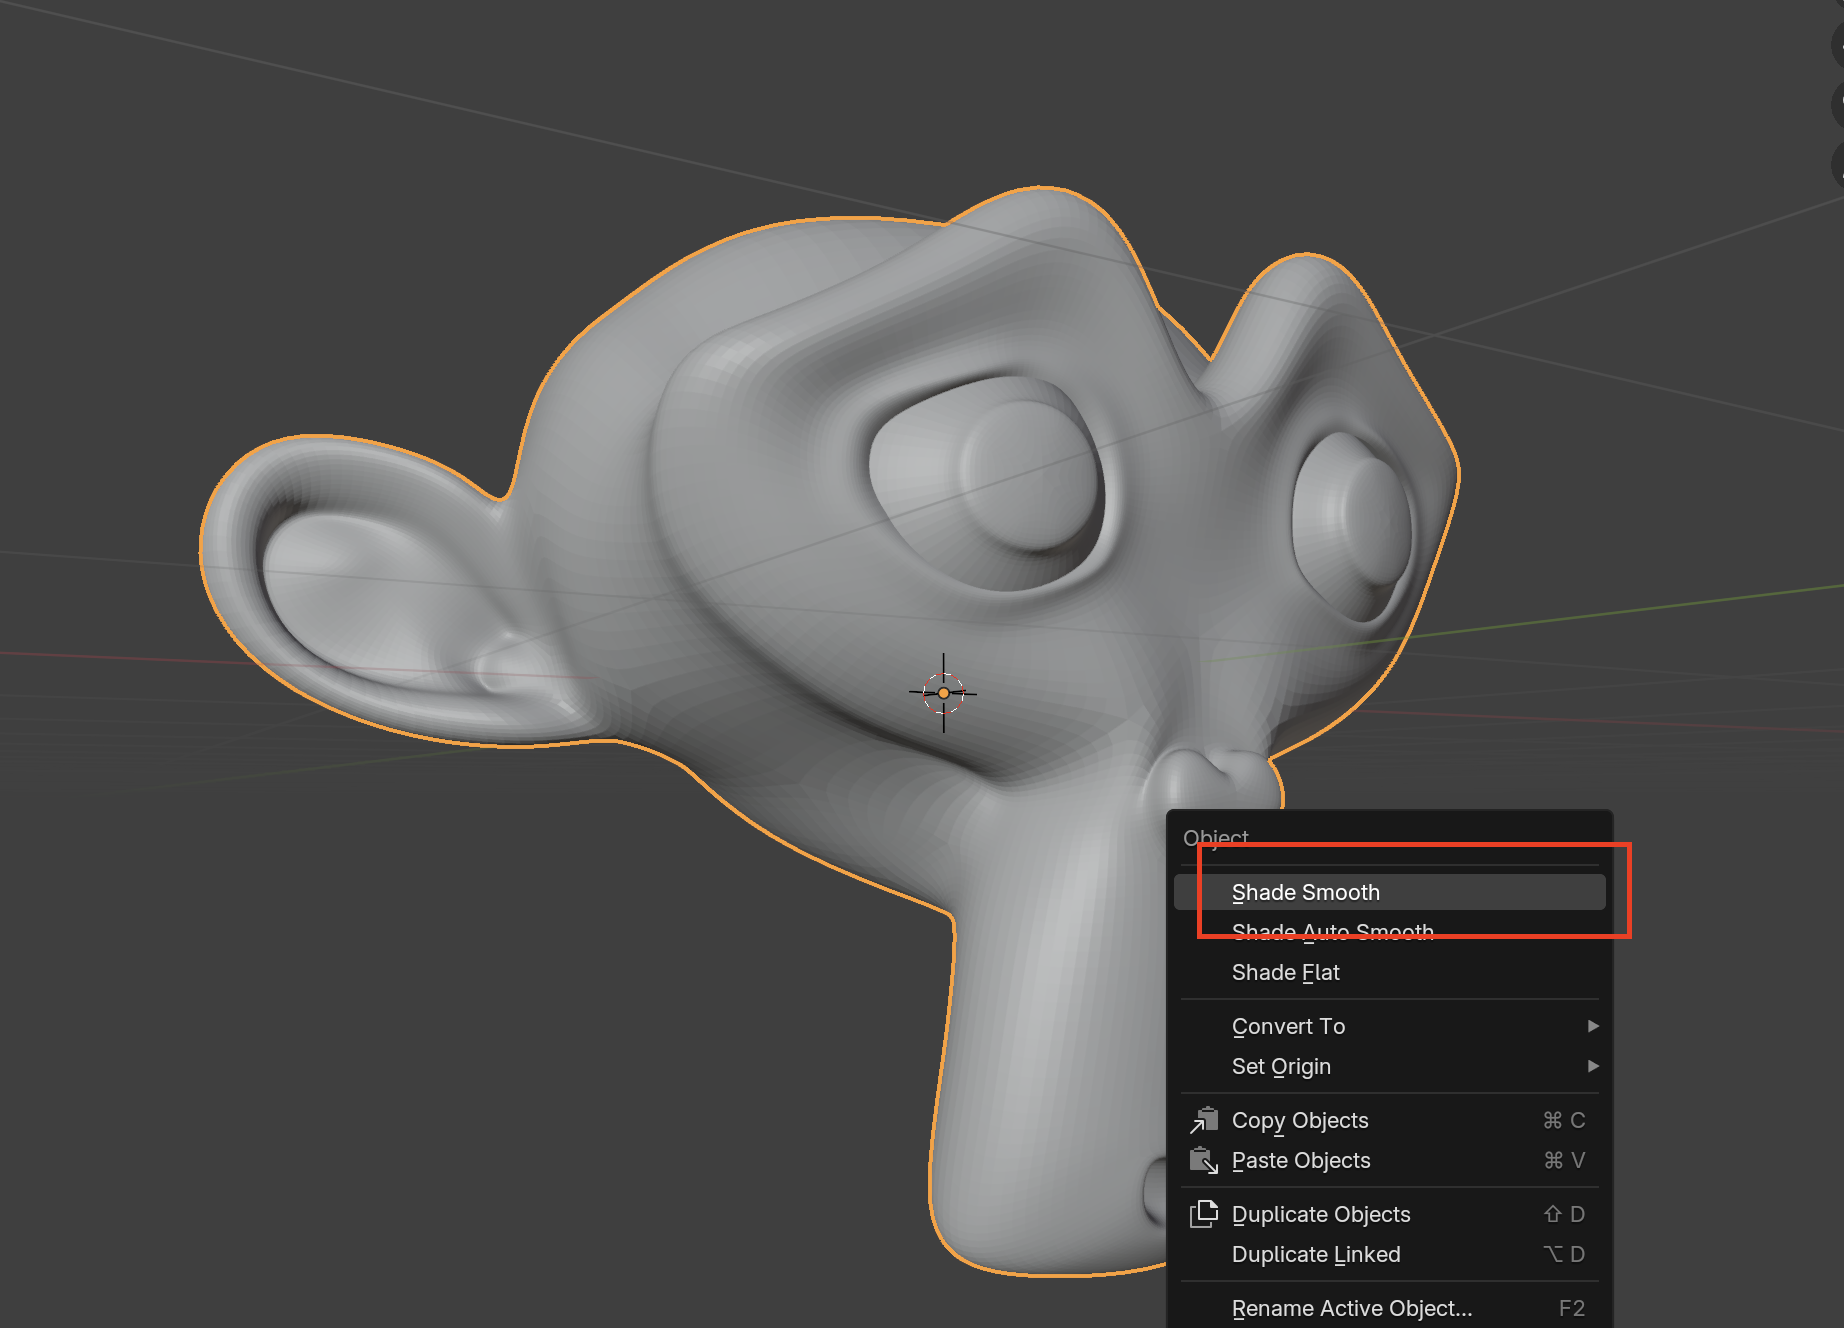 Object
Shade Smooth
Shade Auto Smooth
Shade Flat
Convert To
Set Origin
Copy Objects ⌘ C
Paste Objects ⌘ V
Duplicate Objects ⇧ D
Duplicate Linked ⌥ D
Rename Active Object... F2